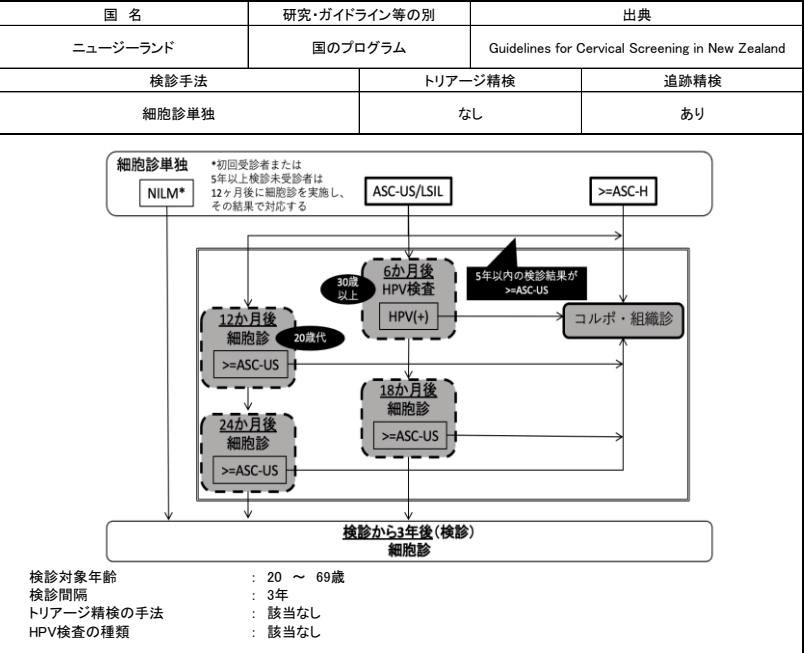 国 名
研究・ガイドライン等の別
出典
ニュージーランド
国のプログラム
Guidelines for Cervical Screening in New Zealand
検診手法
トリアージ精検
追跡精検
細胞診単独
なし
あり
細胞診単独
*初回受診者または
5年以上検診未受診者は
12ヶ月後に細胞診を実施し、
その結果で対応する
NILM*
ASC-US/LSIL
>=ASC-H
30歳
以上
6か月後
HPV検査
HPV(+)
5年以内の検診結果が
>=ASC-US
コルポ・組織診
12か月後
細胞診
>=ASC-US
20歳代
18か月後
細胞診
>=ASC-US
24か月後
細胞診
>=ASC-US
検診から3年後(検診)
細胞診
検診対象年齢 : 20 ～ 69歳
検診間隔 : 3年
トリアージ精検の手法 : 該当なし
HPV検査の種類 : 該当なし